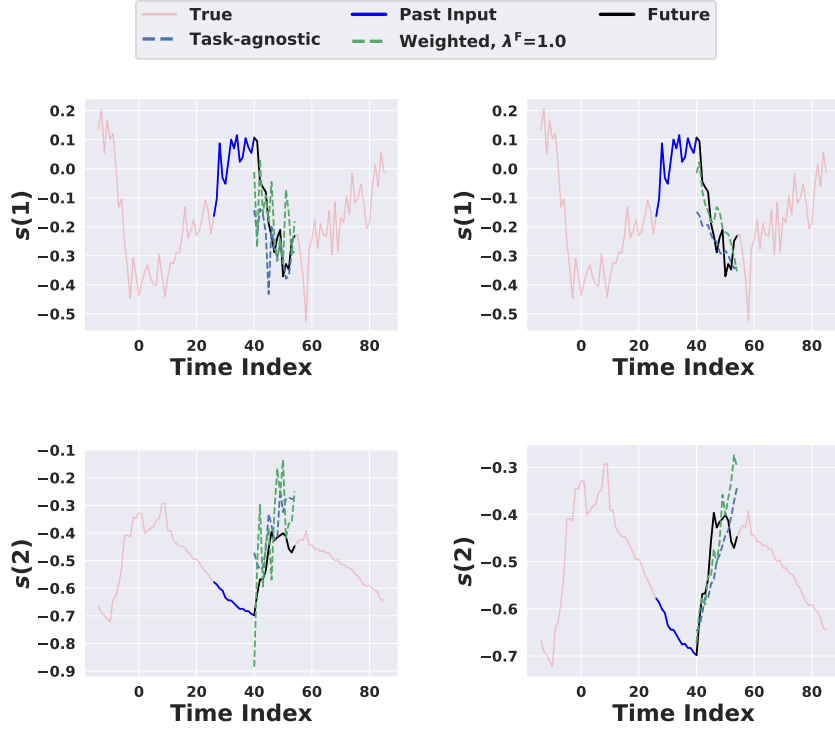 True Past Input Future
Task-agnostic Weighted, λ^F=1.0
0.2 0.1 0.0 −0.1 −0.2 −0.3 −0.4 −0.5
s(1)
0 20 40 60 80
Time Index
0.2 0.1 0.0 −0.1 −0.2 −0.3 −0.4 −0.5
s(1)
0 20 40 60 80
Time Index
−0.1 −0.2 −0.3 −0.4 −0.5 −0.6 −0.7 −0.8 −0.9
s(2)
0 20 40 60 80
Time Index
−0.3 −0.4 −0.5 −0.6 −0.7
s(2)
0 20 40 60 80
Time Index